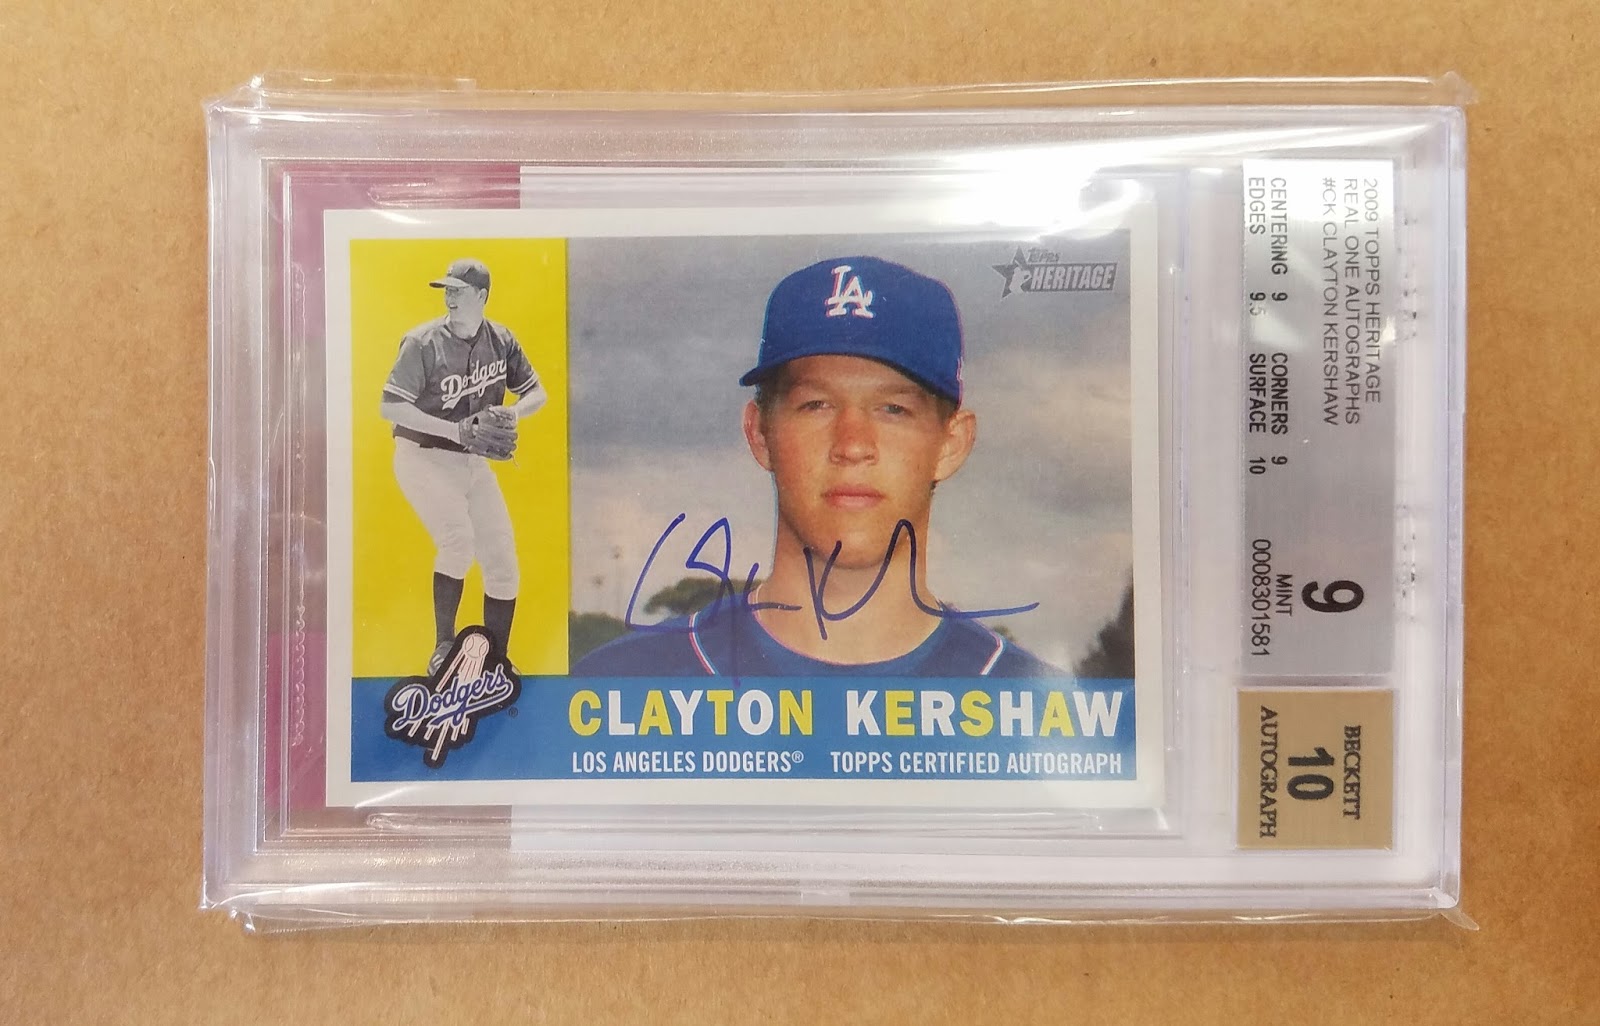 TOPPS
HERITAGE
LA
Dodgers
Dodgers®
CLAYTON KERSHAW
LOS ANGELES DODGERS® TOPPS CERTIFIED AUTOGRAPH
2009 TOPPS HERITAGE
REAL ONE AUTOGRAPHS
#CK CLAYTON KERSHAW
CENTERING 9 CORNERS 9
EDGES 9.5 SURFACE 10
9
MINT
0008301581
BECKETT
10
AUTOGRAPH